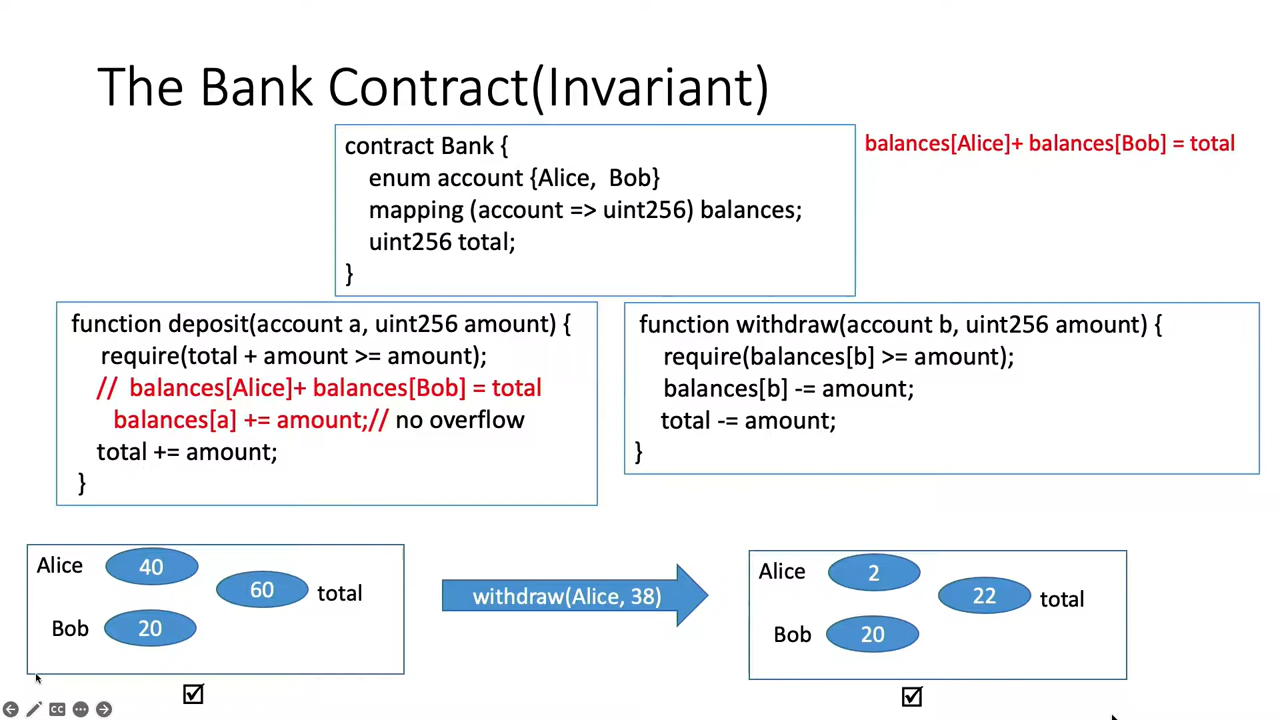 The Bank Contract(Invariant)
contract Bank {
enum account {Alice, Bob}
mapping (account => uint256) balances;
uint256 total;
}
balances[Alice]+ balances[Bob] = total
function deposit(account a, uint256 amount) {
require(total + amount >= amount);
// balances[Alice]+ balances[Bob] = total
balances[a] += amount;// no overflow
total += amount;
}
function withdraw(account b, uint256 amount) {
require(balances[b] >= amount);
balances[b] -= amount;
total -= amount;
}
Alice 40
60 total
Bob 20
withdraw(Alice, 38)
Alice 2
22 total
Bob 20
CC